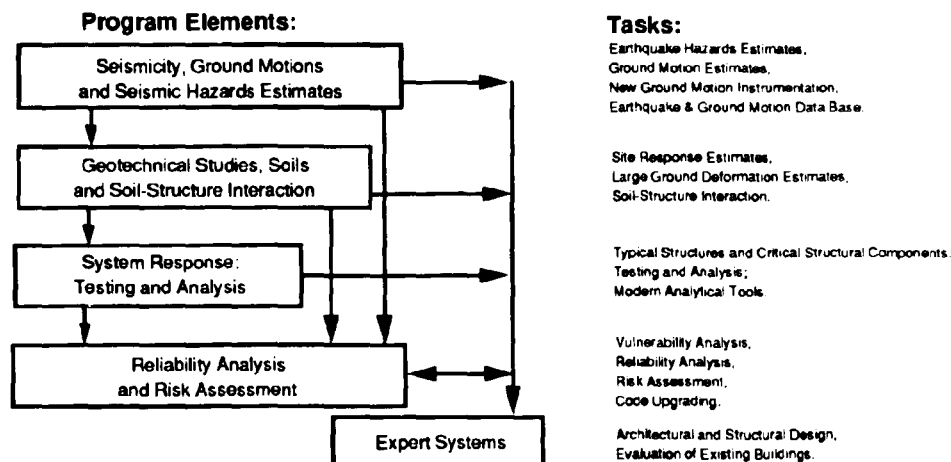 Program Elements:
Seismicity, Ground Motions
and Seismic Hazards Estimates
Geotechnical Studies, Soils
and Soil-Structure Interaction
System Response:
Testing and Analysis
Reliability Analysis
and Risk Assessment
Expert Systems
Tasks:
Earthquake Hazards Estimates,
Ground Motion Estimates,
New Ground Motion Instrumentation,
Earthquake & Ground Motion Data Base.
Site Response Estimates,
Large Ground Deformation Estimates,
Soil-Structure Interaction.
Typical Structures and Critical Structural Components.
Testing and Analysis;
Modern Analytical Tools.
Vulnerability Analysis,
Reliability Analysis,
Risk Assessment,
Code Upgrading.
Architectural and Structural Design,
Evaluation of Existing Buildings.